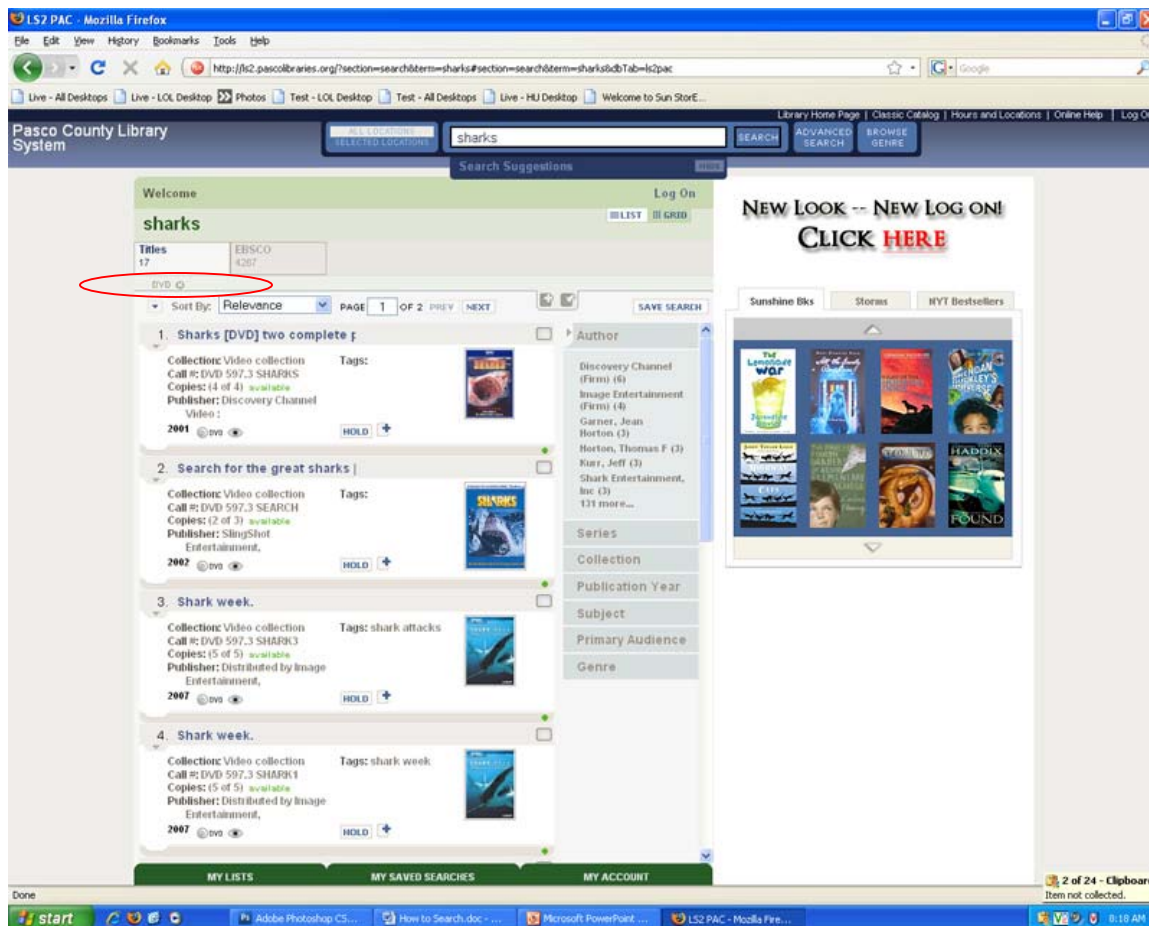 LS2 PAC - Mozilla Firefox
File Edit View History Bookmarks Tools Help
http://ls2.pascolibraries.org/?section=search&term=sharks#section=search&term=sharks&dbTab=ls2pac
Google
Live - All Desktops Live - LOL Desktop Photos Test - LOL Desktop Test - All Desktops Live - HU Desktop Welcome to Sun StorE...
Library Home Page | Classic Catalog | Hours and Locations | Online Help | Log O
Pasco County Library System
ALL LOCATIONS
SELECTED LOCATIONS
sharks
SEARCH
ADVANCED SEARCH
BROWSE GENRE
Search Suggestions
Welcome
Log On
sharks
LIST GRID
Titles
17
EBSCO
4267
DVD
Sort By: Relevance PAGE 1 OF 2 PREV NEXT
SAVE SEARCH
1. Sharks [DVD] two complete p
Collection: Video collection
Call #: DVD 597.3 SHARKS
Copies: (4 of 4) available
Publisher: Discovery Channel
Video :
2001 DVD
Tags:
HOLD
2. Search for the great sharks |
Collection: Video collection
Call #: DVD 597.3 SEARCH
Copies: (2 of 3) available
Publisher: SlingShot
Entertainment,
2002 DVD
Tags:
HOLD
SHARKS
3. Shark week.
Collection: Video collection
Call #: DVD 597.3 SHARK3
Copies: (5 of 5) available
Publisher: Distributed by Image
Entertainment,
2007 DVD
Tags: shark attacks
HOLD
4. Shark week.
Collection: Video collection
Call #: DVD 597.3 SHARK1
Copies: (5 of 5) available
Publisher: Distributed by Image
Entertainment,
2007 DVD
Tags: shark week
HOLD
Author
Discovery Channel
(Firm) (6)
Image Entertainment
(Firm) (4)
Garner, Jean
Horton (3)
Horton, Thomas F (3)
Kurr, Jeff (3)
Shark Entertainment,
Inc (3)
131 more...
Series
Collection
Publication Year
Subject
Primary Audience
Genre
NEW LOOK -- NEW LOG ON!
CLICK HERE
Sunshine Bks
Storms
NYT Bestsellers
The
Lemonade
War
HADDIX
FOUND
MY LISTS
MY SAVED SEARCHES
MY ACCOUNT
Done
2 of 24 - Clipboar
Item not collected.
start
Adobe Photoshop CS...
How to Search.doc - ...
Microsoft PowerPoint ...
LS2 PAC - Mozilla Fire...
8:18 AM